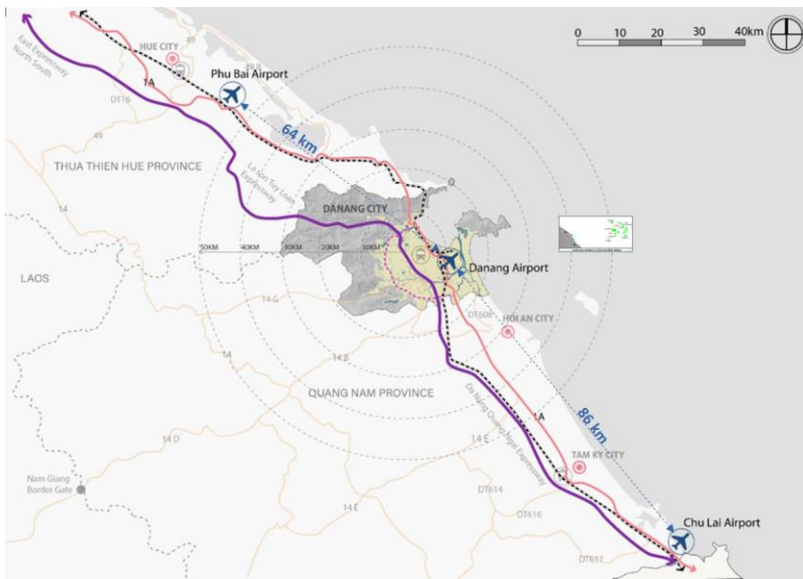 0 10 20 30 40km
East Expressway
North South
HUE CITY
49
49 B
Phu Bai Airport
1A
DT16
49
64 km
THUA THIEN HUE PROVINCE
La Son Tuy Loan
Expressway
14
DANANG CITY
50KM 40KM 30KM 20KM 10KM
Danang Airport
LAOS
14 G
DT608
HOI AN CITY
14
14 B
QUANG NAM PROVINCE
Da Nang Quang Ngai Expressway
1A
86 km
14 D
14 E
TAM KY CITY
Nam Giang
Border Gate
DT614
14 E
DT616
Chu Lai Airport
DT612